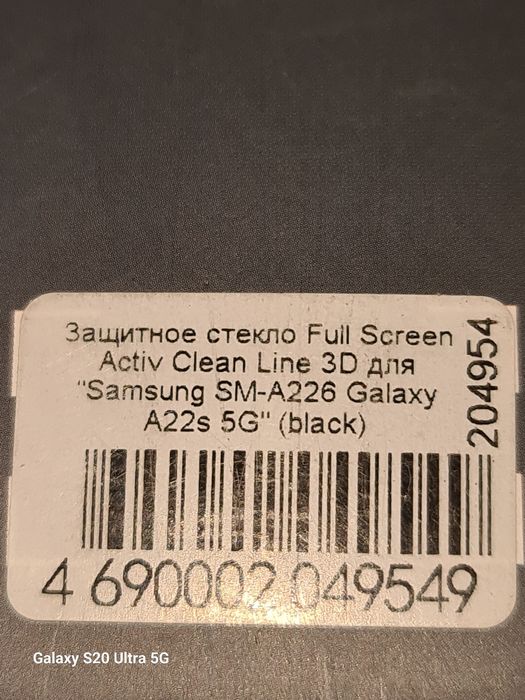 Защитное стекло Full Screen
Activ Clean Line 3D для
"Samsung SM-A226 Galaxy
A22s 5G" (black)
204954
4 690002 049549
Galaxy S20 Ultra 5G